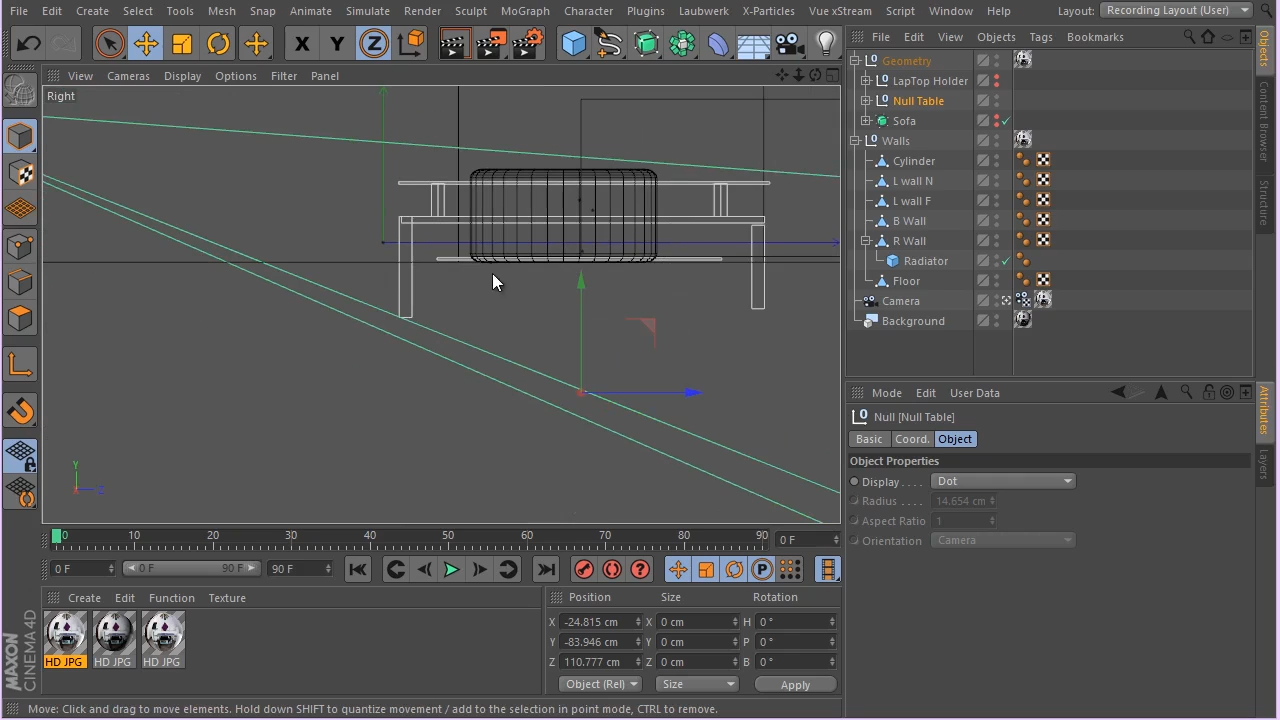 File Edit Create Select Tools Mesh Snap Animate Simulate Render Sculpt MoGraph Character Plugins Laubwerk X-Particles Vue xStream Script Window Help Layout: Recording Layout (User)
X Y Z
File Edit View Objects Tags Bookmarks
View Cameras Display Options Filter Panel
Right
Geometry
LapTop Holder
Null Table
Sofa
Walls
Cylinder
L wall N
L wall F
B Wall
R Wall
Radiator
Floor
Camera
Background
Objects
Content Browser
Structure
Mode Edit User Data
Null [Null Table]
Basic Coord. Object
Object Properties
Display . . . . Dot
Radius . . . . 14.654 cm
Aspect Ratio 1
Orientation Camera
Attributes
Layers
Y
Z
0 10 20 30 40 50 60 70 80 90 0 F
0 F 0 F 90 F 90 F
Create Edit Function Texture
HD JPG HD JPG HD JPG
Position Size Rotation
X -24.815 cm X 0 cm H 0 °
Y -83.946 cm Y 0 cm P 0 °
Z 110.777 cm Z 0 cm B 0 °
Object (Rel) Size Apply
MAXON
CINEMA 4D
Move: Click and drag to move elements. Hold down SHIFT to quantize movement / add to the selection in point mode, CTRL to remove.